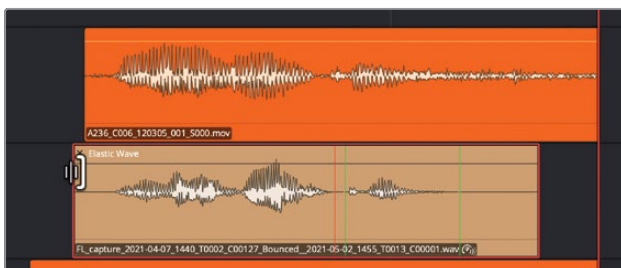 A236_C006_120305_001_S000.mov
Elastic Wave
FL_capture_2021-04-07_1440_T0002_C00127_Bounced__2021-05-02_1455_T0013_C00001.wav